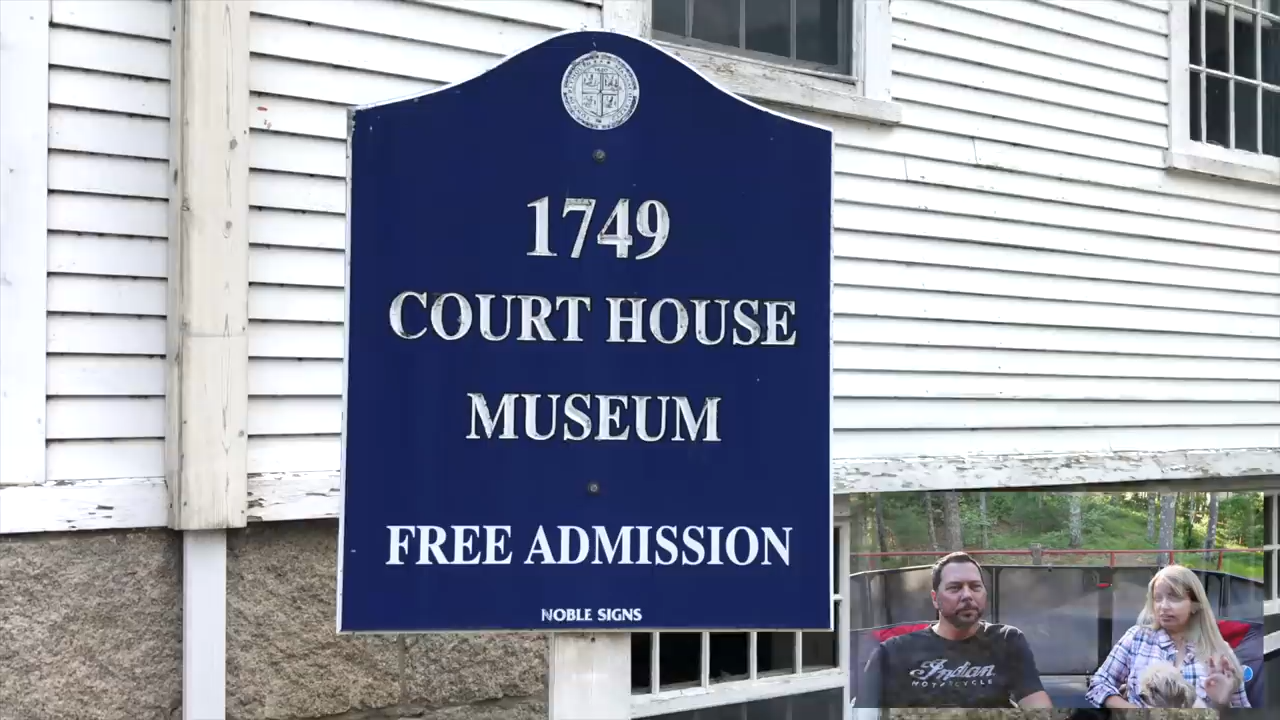 1749
COURT HOUSE
MUSEUM
FREE ADMISSION
NOBLE SIGNS
Indian
MOTORCYCLE